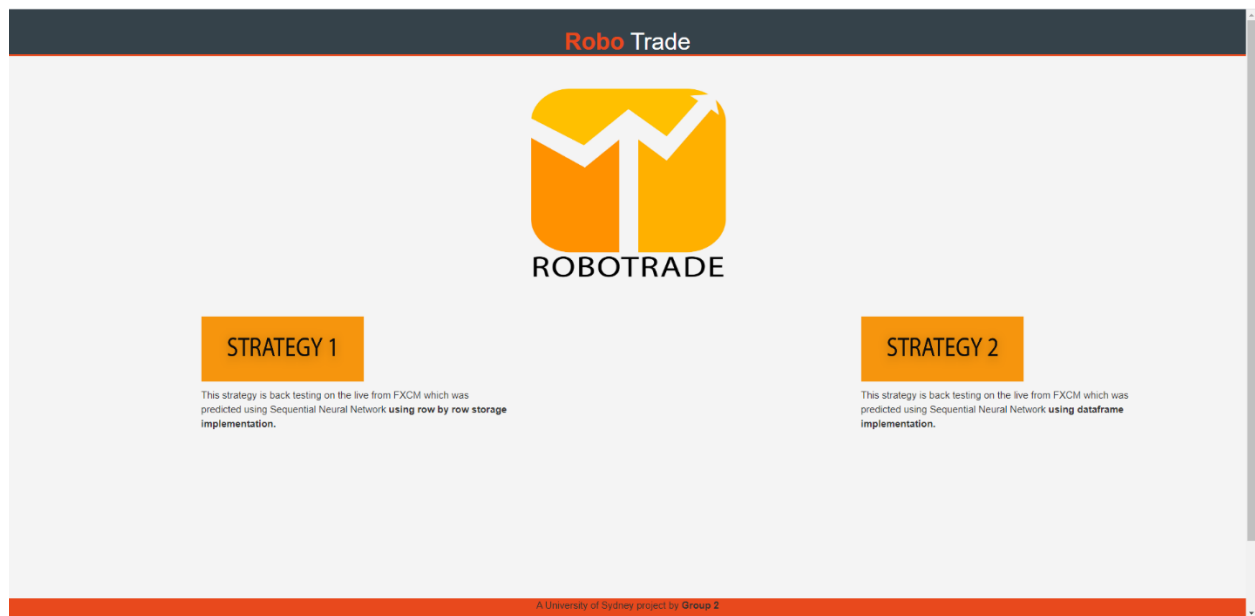 Robo Trade
ROBOTRADE
STRATEGY 1
This strategy is back testing on the live from FXCM which was
predicted using Sequential Neural Network using row by row storage
implementation.
STRATEGY 2
This strategy is back testing on the live from FXCM which was
predicted using Sequential Neural Network using dataframe
implementation.
A University of Sydney project by Group 2